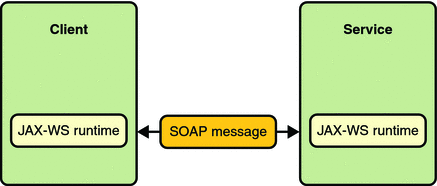 Client
Service
JAX-WS runtime
SOAP message
JAX-WS runtime